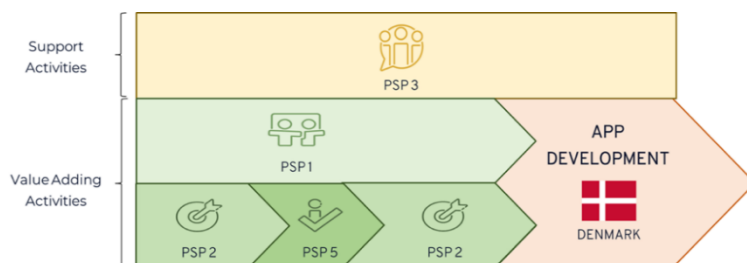 Support
Activities
PSP 3
Value Adding
Activities
PSP 1
PSP 2
PSP 5
PSP 2
APP
DEVELOPMENT
DENMARK